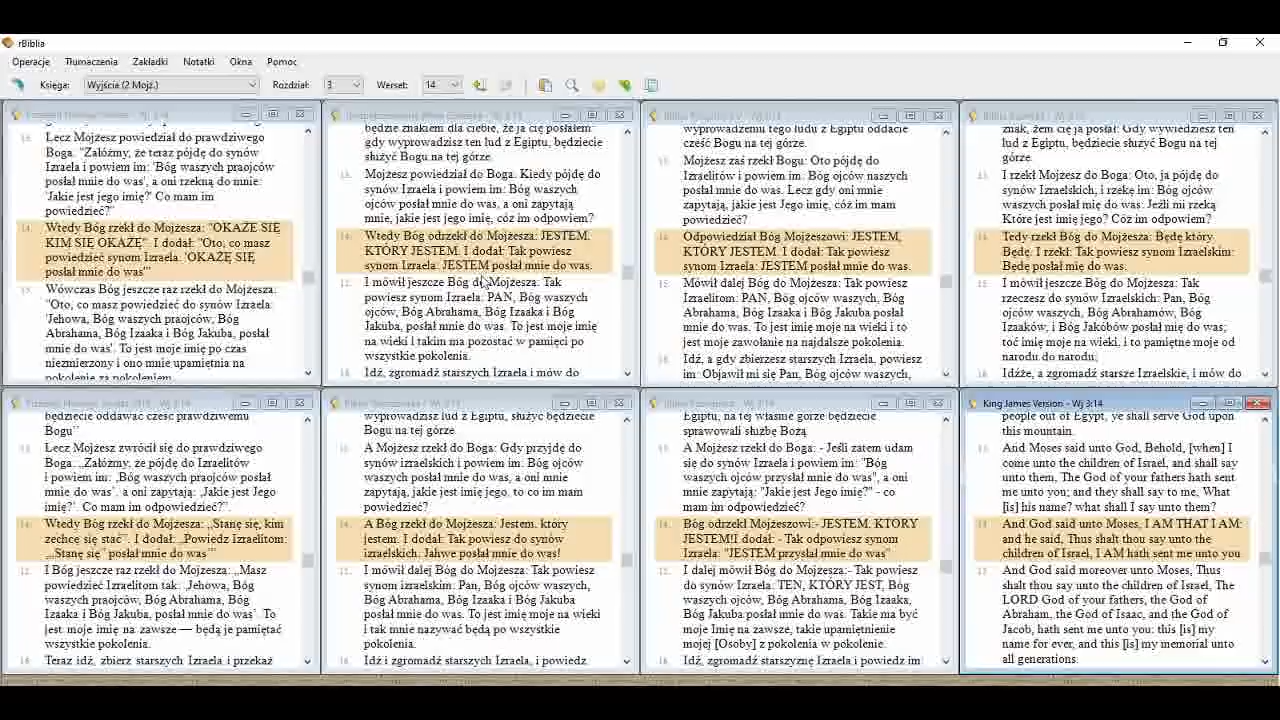 rBiblia
Operacje Tłumaczenia Zakładki Notatki Okna Pomoc
Księga: Wyjścia (2 Mojż.) Rozdział: 3 Werset: 14
Lecz Mojżesz powiedział do prawdziwego
Boga: "Załóżmy, że teraz pójdę do synów
Izraela i powiem im: 'Bóg waszych praojców
posłał mnie do was', a oni rzekną do mnie:
'Jakie jest jego imię?' Co mam im
powiedzieć?"
14. Wtedy Bóg rzekł do Mojżesza: "OKAŻĘ SIĘ
KIM SIĘ OKAŻĘ". I dodał: "Oto, co masz
powiedzieć synom Izraela: 'OKAŻĘ SIĘ
posłał mnie do was'"
Wówczas Bóg jeszcze raz rzekł do Mojżesza:
"Oto, co masz powiedzieć do synów Izraela:
'Jehowa, Bóg waszych praojców, Bóg
Abrahama, Bóg Izaaka i Bóg Jakuba, posłał
mnie do was'. To jest moje imię po czas
niezmierzony i ono mnie upamiętnia na
pokolenie za pokoleniem.
będzie znakiem dla ciebie, że ja cię posłałem:
gdy wyprowadzisz ten lud z Egiptu, będziecie
służyć Bogu na tej górze.
Mojżesz powiedział do Boga: Kiedy pójdę do
synów Izraela i powiem im: Bóg waszych
ojców posłał mnie do was, a oni zapytają
mnie, jakie jest jego imię, cóż im odpowiem?
Wtedy Bóg odrzekł do Mojżesza: JESTEM,
KTÓRY JESTEM. I dodał: Tak powiesz
synom Izraela: JESTEM posłał mnie do was.
I mówił jeszcze Bóg do Mojżesza: Tak
powiesz synom Izraela: PAN, Bóg waszych
ojców, Bóg Abrahama, Bóg Izaaka i Bóg
Jakuba, posłał mnie do was. To jest moje imię
na wieki i takim ma pozostać w pamięci po
wszystkie pokolenia.
Idź, zgromadź starszych Izraela i mów do
wyprowadzeniu tego ludu z Egiptu oddacie
cześć Bogu na tej górze.
Mojżesz zaś rzekł Bogu: Oto pójdę do
Izraelitów i powiem im: Bóg ojców naszych
posłał mnie do was. Lecz gdy oni mnie
zapytają, jakie jest Jego imię, cóż im mam
powiedzieć?
Odpowiedział Bóg Mojżeszowi: JESTEM,
KTÓRY JESTEM. I dodał: Tak powiesz
synom Izraela: JESTEM posłał mnie do was.
Mówił dalej Bóg do Mojżesza: Tak powiesz
Izraelitom: PAN, Bóg ojców waszych, Bóg
Abrahama, Bóg Izaaka i Bóg Jakuba posłał
mnie do was. To jest imię moje na wieki i to
jest moje zawołanie na najdalsze pokolenia.
Idź, a gdy zbierzesz starszych Izraela, powiesz
im: Objawił mi się Pan, Bóg ojców waszych,
znak, żem cię ja posłał: Gdy wywiedziesz ten
lud z Egiptu, będziecie służyć Bogu na tej
górze.
I rzekł Mojżesz do Boga: Oto, ja pójdę do
synów Izraelskich, i rzekę im: Bóg ojców
waszych posłał mię do was: Jeźli mi rzeką
Które jest imię jego? Cóż im odpowiem?
Tedy rzekł Bóg do Mojżesza: Będę który
Będę. I rzekł: Tak powiesz synom Izraelskim:
Będę posłał mię do was.
I mówił jeszcze Bóg do Mojżesza: Tak
rzeczesz do synów Izraelskich: Pan, Bóg
ojców waszych, Bóg Abrahamów, Bóg
Izaaków, i Bóg Jakóbów posłał mię do was;
toć imię moje na wieki, i to pamiętne moje od
narodu do narodu;
Idźże, a zgromadź starsze Izraelskie, i mów do
będziecie oddawać cześć prawdziwemu
Bogu"
Lecz Mojżesz zwrócił się do prawdziwego
Boga: „Załóżmy, że pójdę do Izraelitów
i powiem im: ‚Bóg waszych praojców posłał
mnie do was’, a oni zapytają: ‚Jakie jest Jego
imię?’. Co mam im odpowiedzieć?”.
14. Wtedy Bóg rzekł do Mojżesza: „Stanę się, kim
zechcę się stać”. I dodał: „Powiedz Izraelitom:
‚„Stanę się” posłał mnie do was’”
I Bóg jeszcze raz rzekł do Mojżesza: „Masz
powiedzieć Izraelitom tak: ‚Jehowa, Bóg
waszych praojców, Bóg Abrahama, Bóg
Izaaka i Bóg Jakuba posłał mnie do was’. To
jest moje imię na zawsze — będą je pamiętać
wszystkie pokolenia.
Teraz idź, zbierz starszych Izraela i przekaż
wyprowadzisz lud z Egiptu, służyć będziecie
Bogu na tej górze.
A Mojżesz rzekł do Boga: Gdy przyjdę do
synów izraelskich i powiem im: Bóg ojców
waszych posłał mnie do was, a oni mnie
zapytają, jakie jest imię jego, to co im mam
powiedzieć?
A Bóg rzekł do Mojżesza: Jestem, który
jestem. I dodał: Tak powiesz do synów
izraelskich: Jahwe posłał mnie do was!
I mówił dalej Bóg do Mojżesza: Tak powiesz
synom izraelskim: Pan, Bóg ojców waszych,
Bóg Abrahama, Bóg Izaaka i Bóg Jakuba
posłał mnie do was. To jest imię moje na wieki
i tak mnie nazywać będą po wszystkie
pokolenia.
Idź i zgromadź starszych Izraela, i powiedz
Egiptu, na tej własnie górze będziecie
sprawowali służbę Bożą
A Mojżesz rzekł do Boga: - Jeśli zatem udam
się do synów Izraela i powiem im: "Bóg
waszych ojców przysłał mnie do was", a oni
mnie zapytają: "Jakie jest Jego imię?" - co
mam im odpowiedzieć?
14. Bóg odrzekł Mojżeszowi:- JESTEM, KTÓRY
JESTEM!I dodał: - Tak odpowiesz synom
Izraela: "JESTEM przysłał mnie do was"
I dalej mówił Bóg do Mojżesza:- Tak powiesz
do synów Izraela: TEN, KTÓRY JEST, Bóg
waszych ojców, Bóg Abrahama, Bóg Izaaka,
Bóg Jakuba posłał mnie do was. Takie ma być
moje Imię na zawsze, takie upamiętnienie
mojej [Osoby] z pokolenia w pokolenie.
Idź, zgromadź starszyznę Izraela i powiedz im
King James Version - Wj 3:14
people out of Egypt, ye shall serve God upon
this mountain.
And Moses said unto God, Behold, [when] I
come unto the children of Israel, and shall say
unto them, The God of your fathers hath sent
me unto you; and they shall say to me, What
[is] his name? what shall I say unto them?
And God said unto Moses, I AM THAT I AM:
and he said, Thus shalt thou say unto the
children of Israel, I AM hath sent me unto you
And God said moreover unto Moses, Thus
shalt thou say unto the children of Israel, The
LORD God of your fathers, the God of
Abraham, the God of Isaac, and the God of
Jacob, hath sent me unto you: this [is] my
name for ever, and this [is] my memorial unto
all generations.